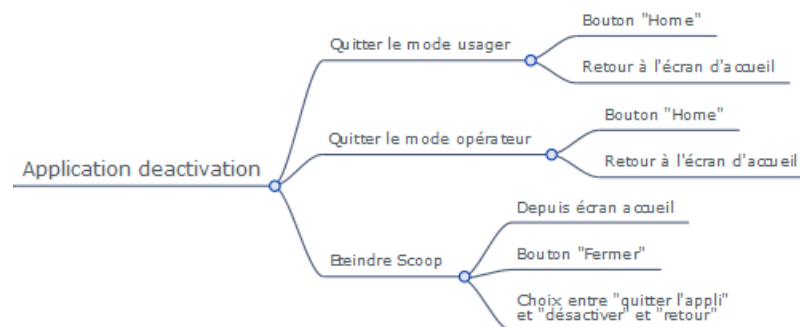 Application deactivation
Quitter le mode usager
Bouton "Home"
Retour à l'écran d'accueil
Quitter le mode opérateur
Bouton "Home"
Retour à l'écran d'accueil
Eteindre Scoop
Depuis écran accueil
Bouton "Fermer"
Choix entre "quitter l'appli"
et "désactiver" et "retour"